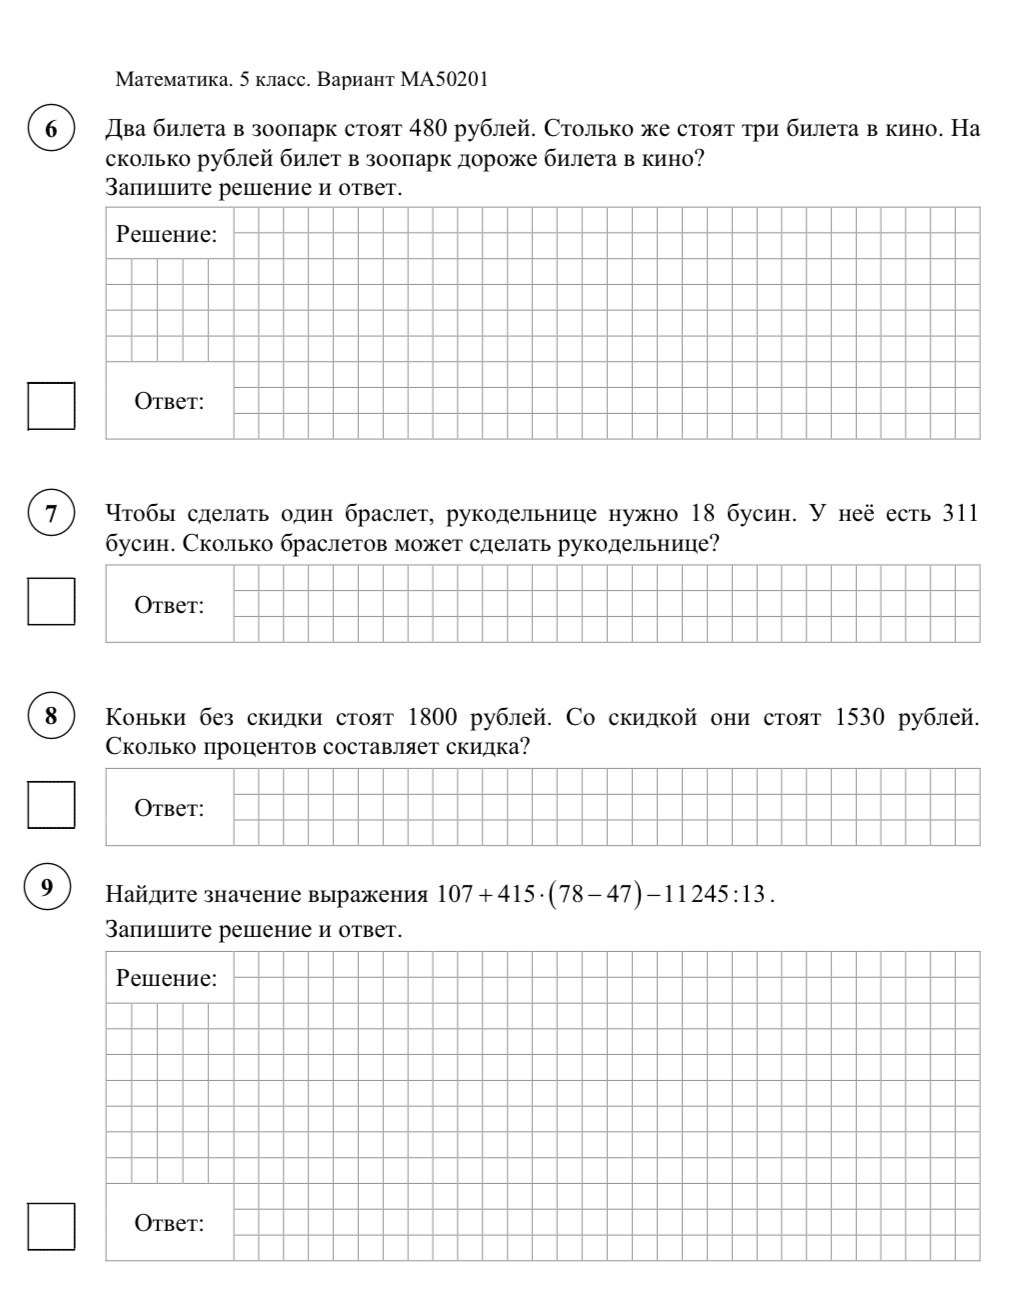 Математика. 5 класс. Вариант МА50201
6
Два билета в зоопарк стоят 480 рублей. Столько же стоят три билета в кино. На
сколько рублей билет в зоопарк дороже билета в кино?
Запишите решение и ответ.
Решение:
Ответ:
7
Чтобы сделать один браслет, рукодельнице нужно 18 бусин. У неё есть 311
бусин. Сколько браслетов может сделать рукодельнице?
Ответ:
8
Коньки без скидки стоят 1800 рублей. Со скидкой они стоят 1530 рублей.
Сколько процентов составляет скидка?
Ответ:
9
Найдите значение выражения 107 + 415 · (78 − 47) − 11 245 : 13 .
Запишите решение и ответ.
Решение:
Ответ: